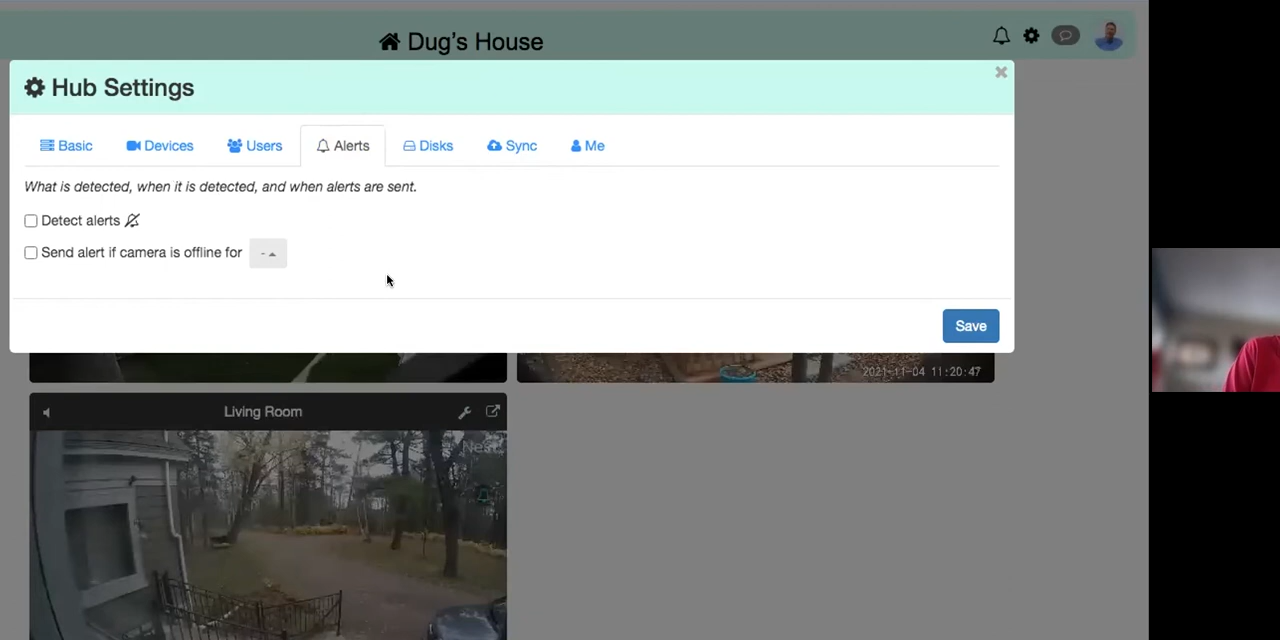 Dug's House
Hub Settings
Basic Devices Users Alerts Disks Sync Me
What is detected, when it is detected, and when alerts are sent.
Detect alerts
Send alert if camera is offline for -
Save
2021-11-04 11:20:47
Living Room
Nest